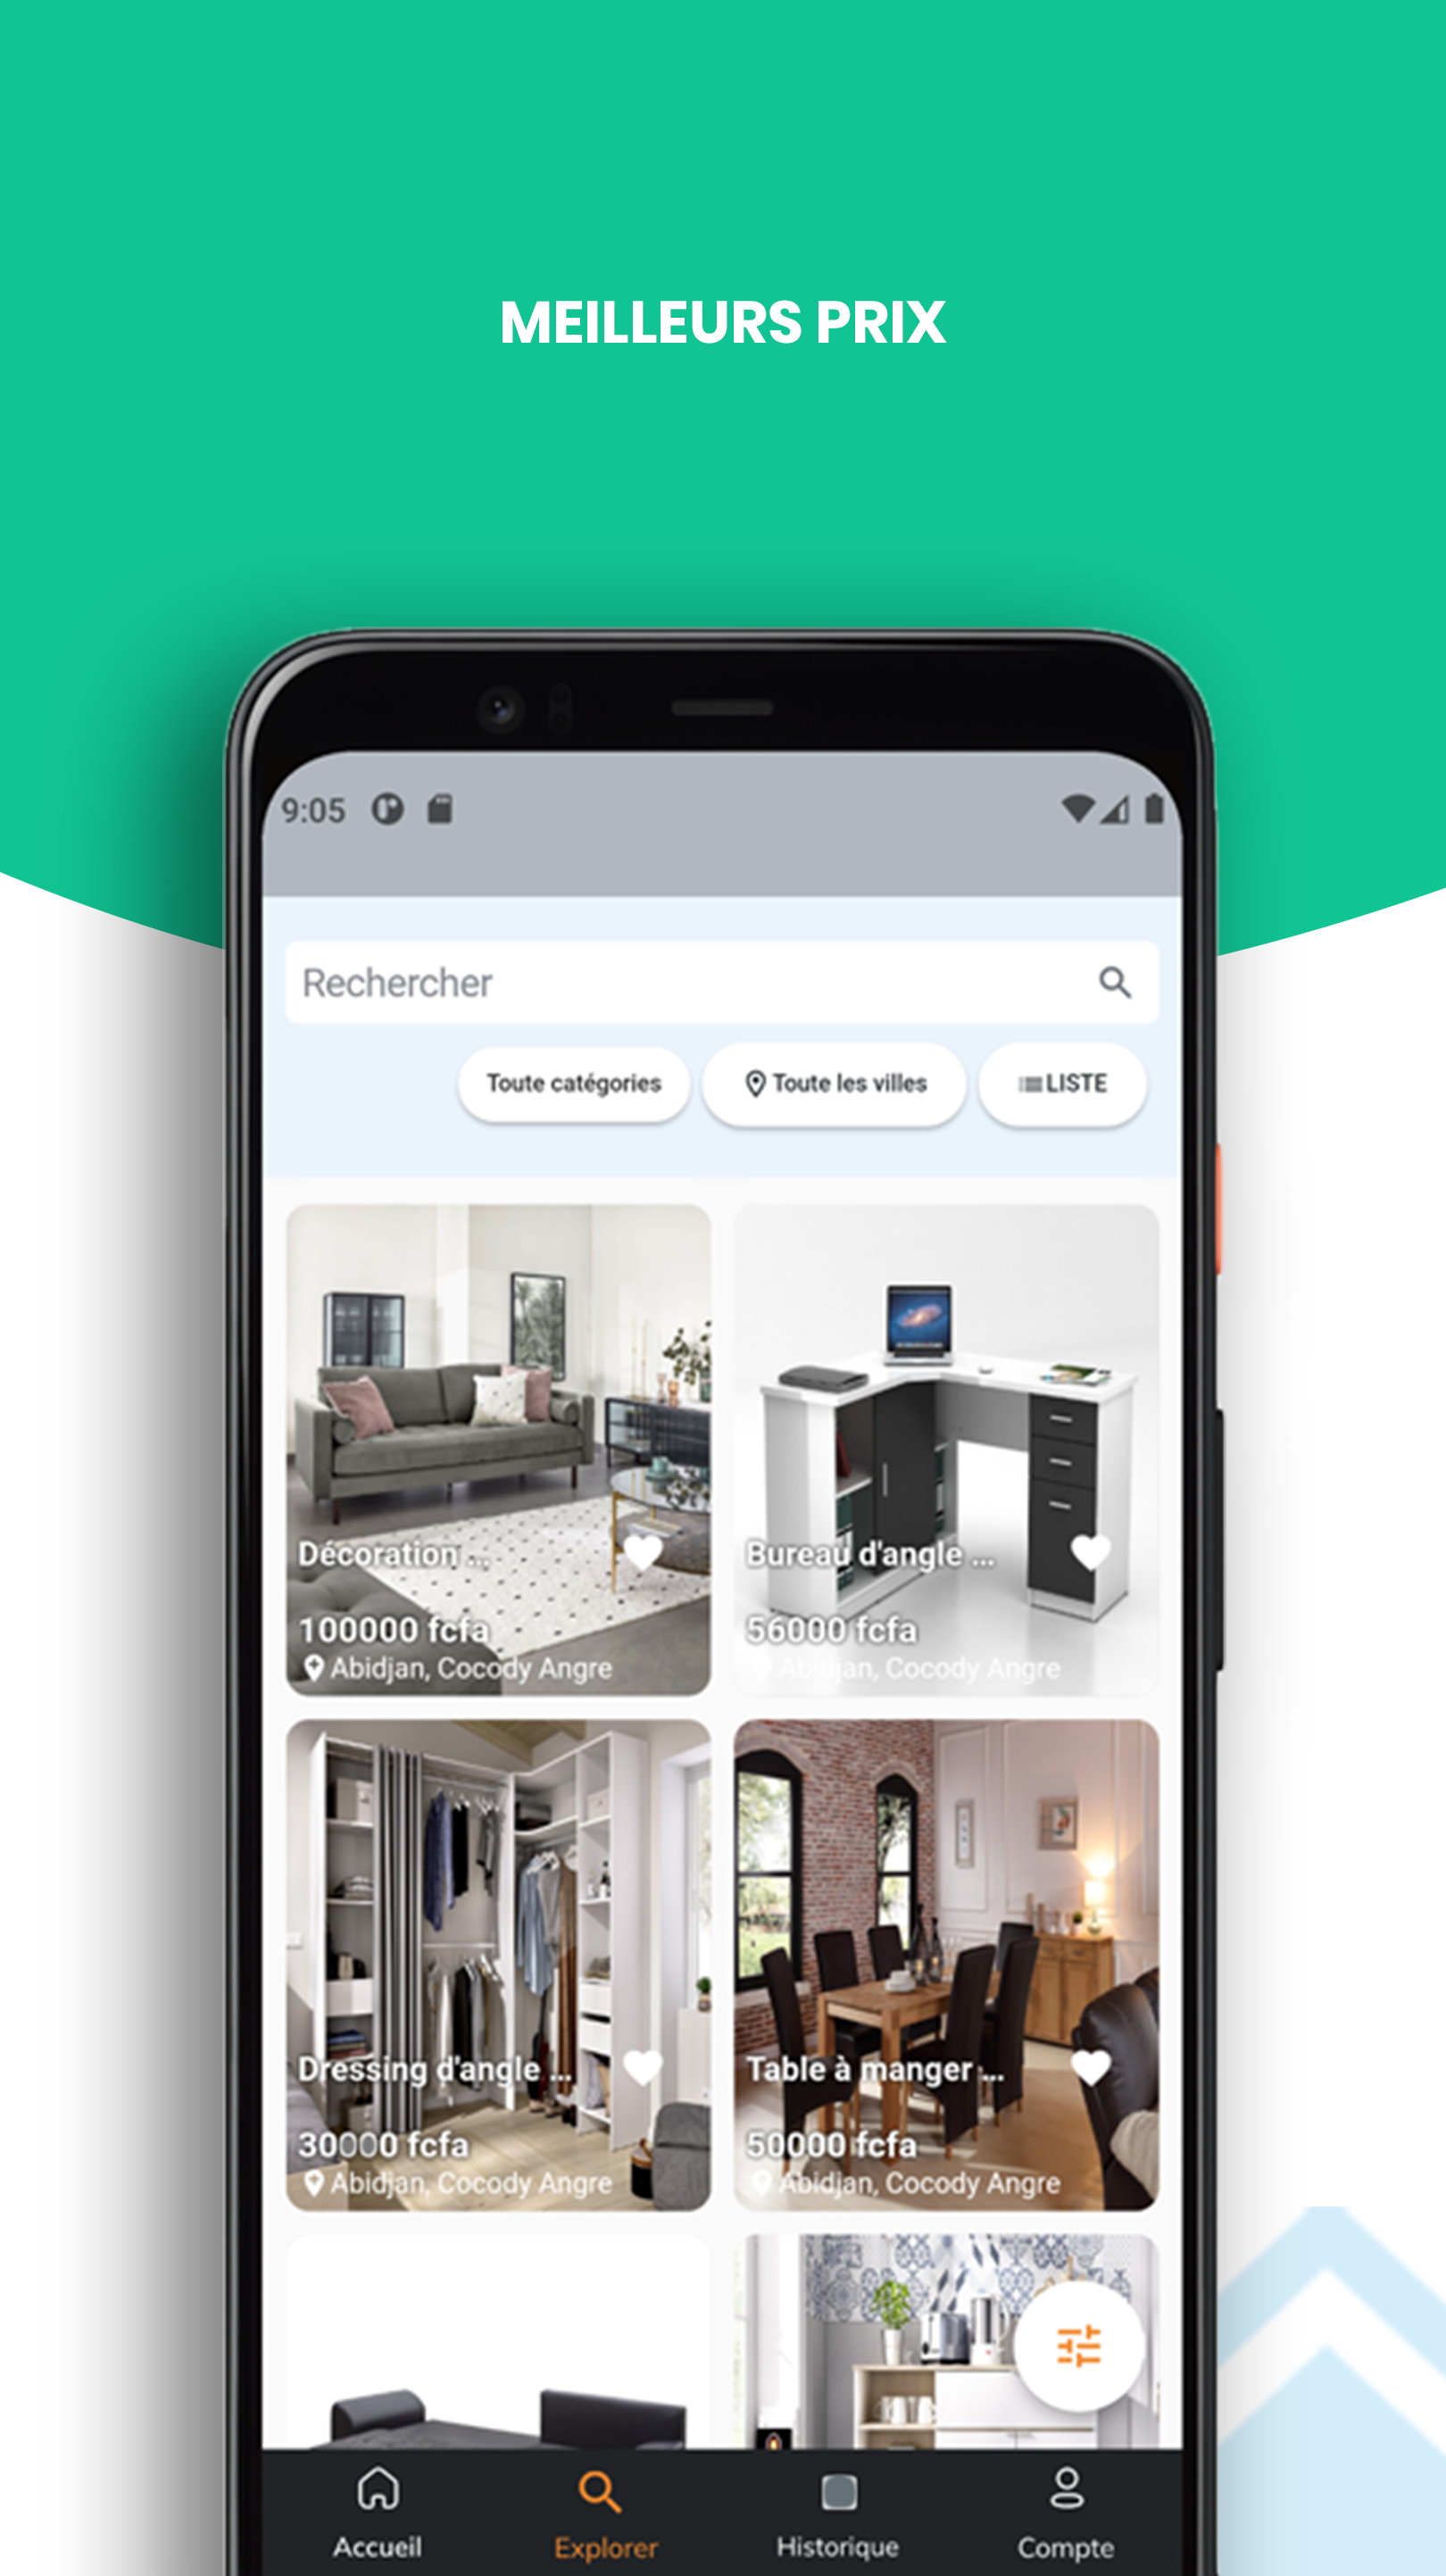 MEILLEURS PRIX
9:05
Rechercher
Toute catégories
Toute les villes
LISTE
Décoration ...
100000 fcfa
Abidjan, Cocody Angre
Bureau d'angle ...
56000 fcfa
Abidjan, Cocody Angre
Dressing d'angle ...
30000 fcfa
Abidjan, Cocody Angre
Table à manger ...
50000 fcfa
Abidjan, Cocody Angre
Accueil
Explorer
Historique
Compte